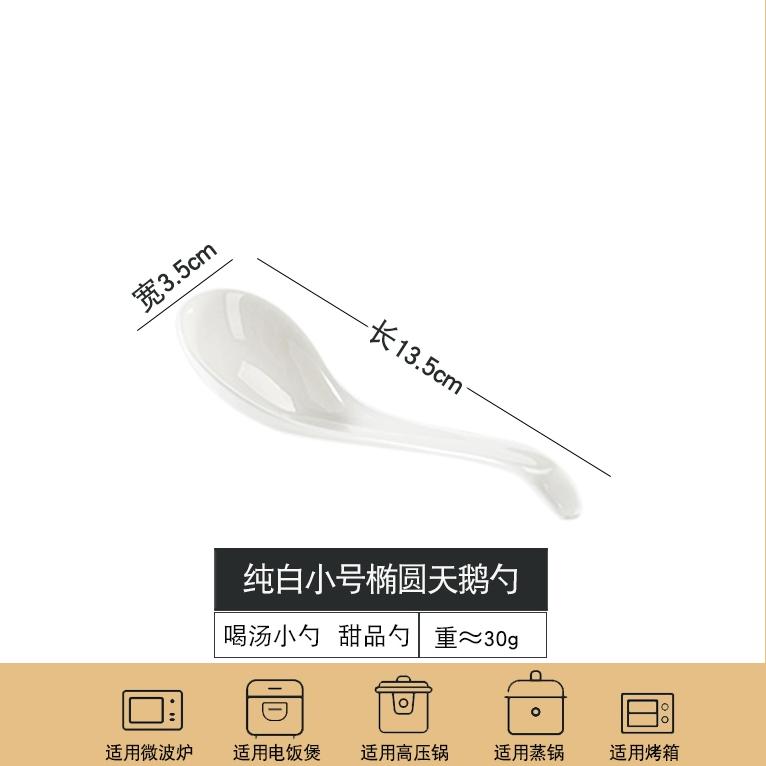 宽3.5cm
长13.5cm
纯白小号椭圆天鹅勺
喝汤小勺 甜品勺 重≈30g
适用微波炉 适用电饭煲 适用高压锅 适用蒸锅 适用烤箱